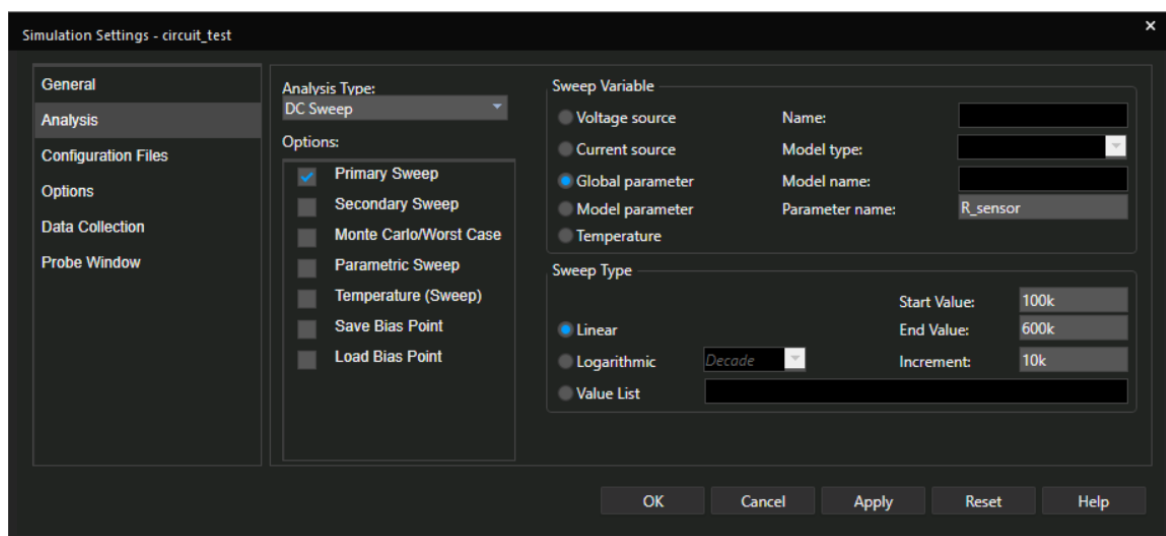 Simulation Settings - circuit_test
General
Analysis
Configuration Files
Options
Data Collection
Probe Window
Analysis Type:
DC Sweep
Options:
Primary Sweep
Secondary Sweep
Monte Carlo/Worst Case
Parametric Sweep
Temperature (Sweep)
Save Bias Point
Load Bias Point
Sweep Variable
Voltage source
Name:
Current source
Model type:
Global parameter
Model name:
Model parameter
Parameter name: R_sensor
Temperature
Sweep Type
Start Value: 100k
Linear
End Value: 600k
Logarithmic Decade
Increment: 10k
Value List
OK Cancel Apply Reset Help